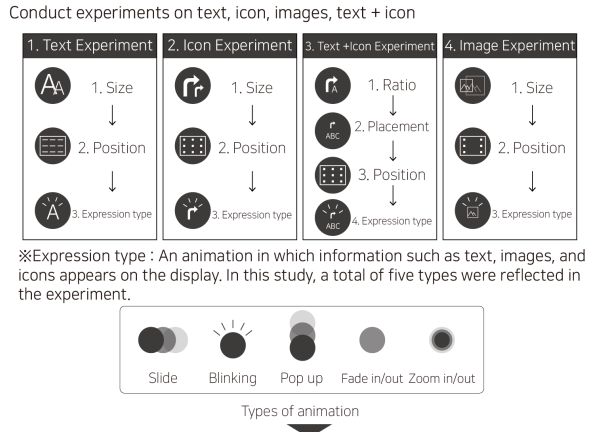 Conduct experiments on text, icon, images, text + icon
1. Text Experiment
AA
1. Size
2. Position
A
3. Expression type
2. Icon Experiment
1. Size
2. Position
3. Expression type
3. Text +Icon Experiment
A
1. Ratio
ABC
2. Placement
3. Position
ABC
4. Expression type
4. Image Experiment
1. Size
2. Position
3. Expression type
※Expression type : An animation in which information such as text, images, and
icons appears on the display. In this study, a total of five types were reflected in
the experiment.
Slide Blinking Pop up Fade in/out Zoom in/out
Types of animation